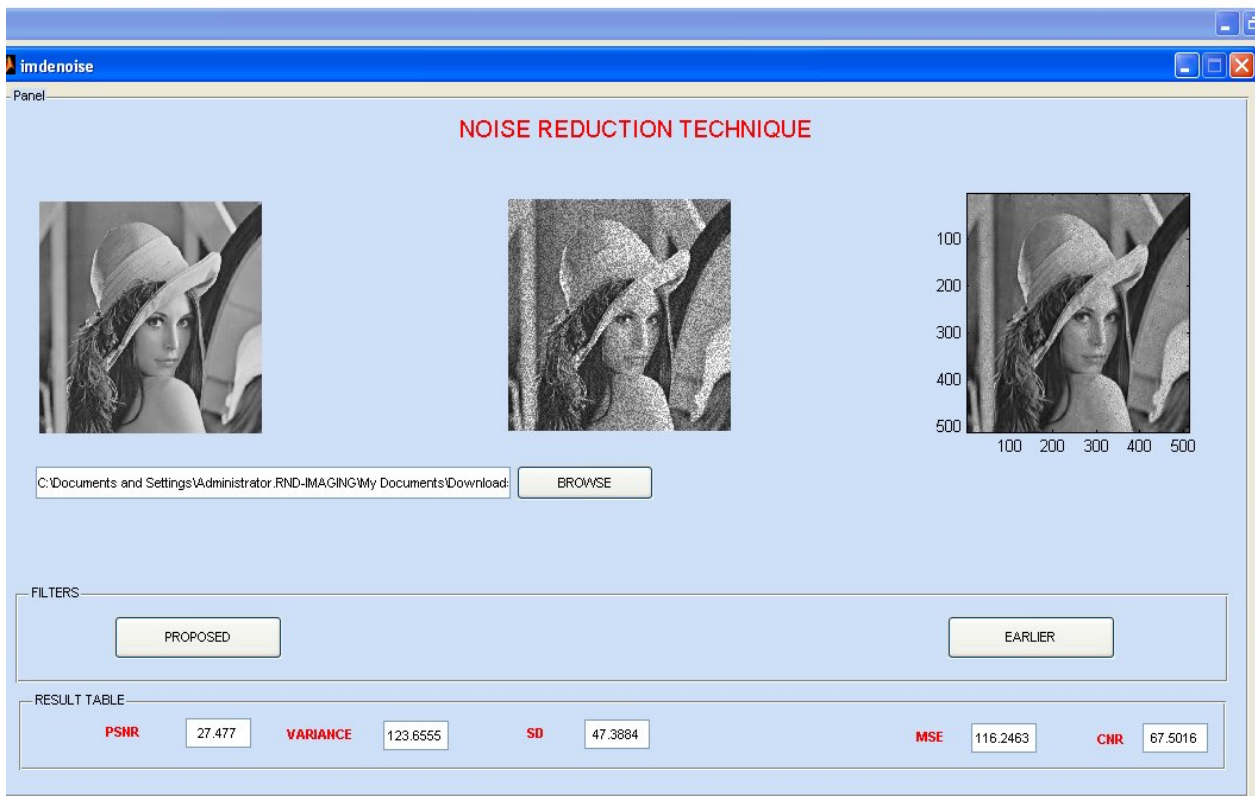 imdenoise
Panel
NOISE REDUCTION TECHNIQUE
100
200
300
400
500
100 200 300 400 500
C:\Documents and Settings\Administrator.RND-IMAGING\My Documents\Download
BROWSE
FILTERS
PROPOSED
EARLIER
RESULT TABLE
PSNR 27.477 VARIANCE 123.6555 SD 47.3884 MSE 116.2463 CNR 67.5016